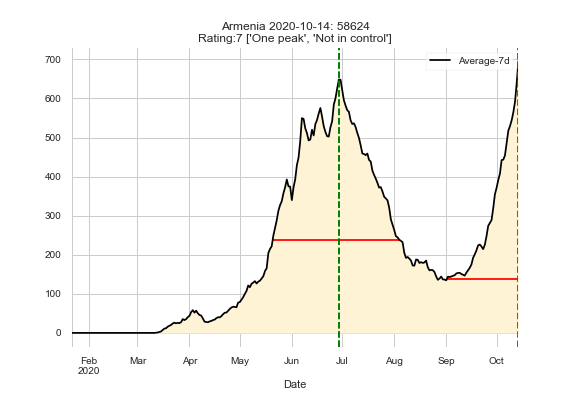 Armenia 2020-10-14: 58624
Rating:7 ['One peak', 'Not in control']
Average-7d
700
600
500
400
300
200
100
0
Feb
2020
Mar
Apr
May
Jun
Jul
Aug
Sep
Oct
Date